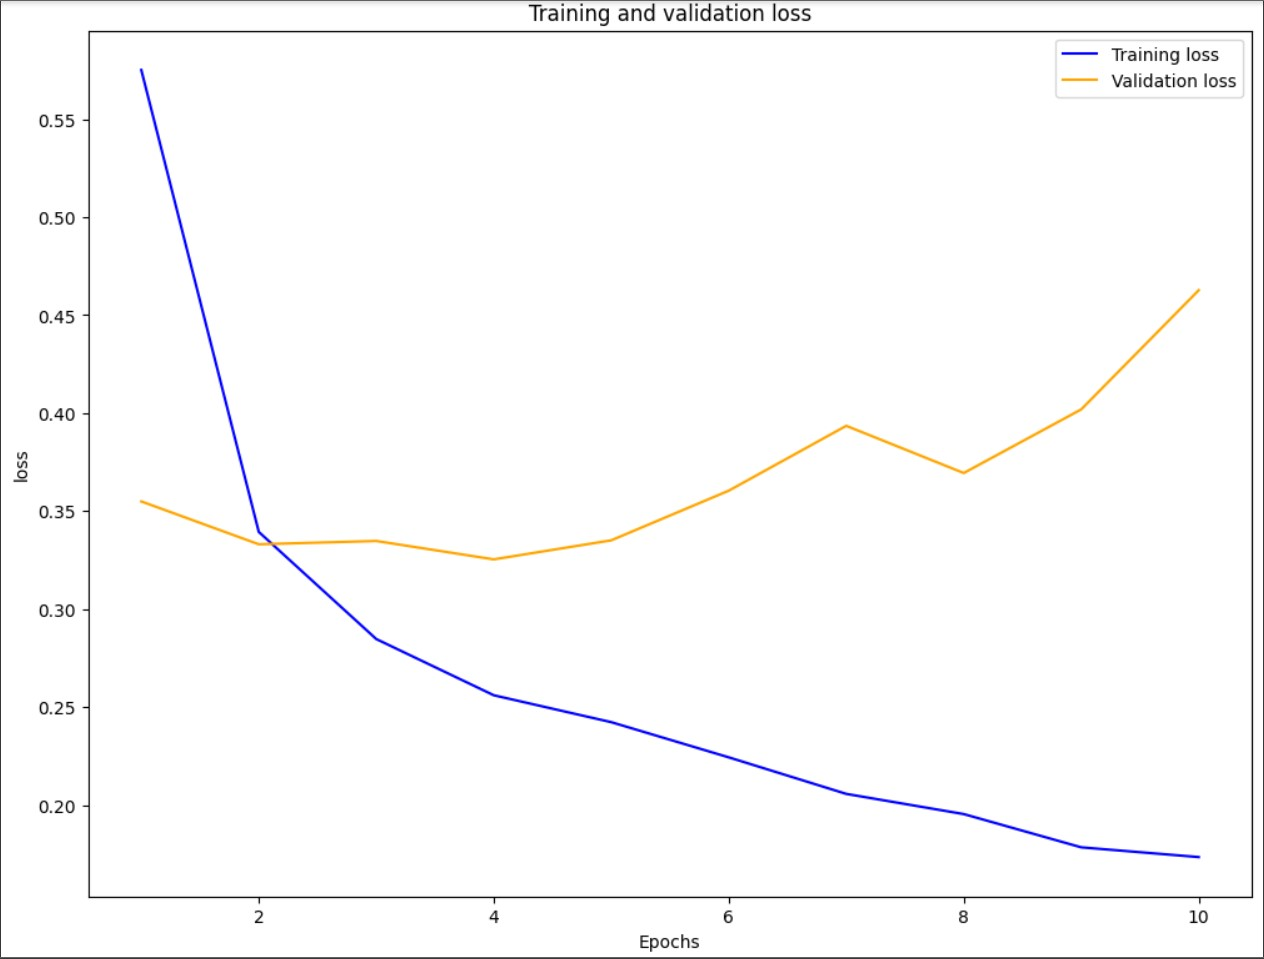 Training and validation loss
Training loss
Validation loss
0.55
0.50
0.45
0.40
loss
0.35
0.30
0.25
0.20
2 4 6 8 10
Epochs